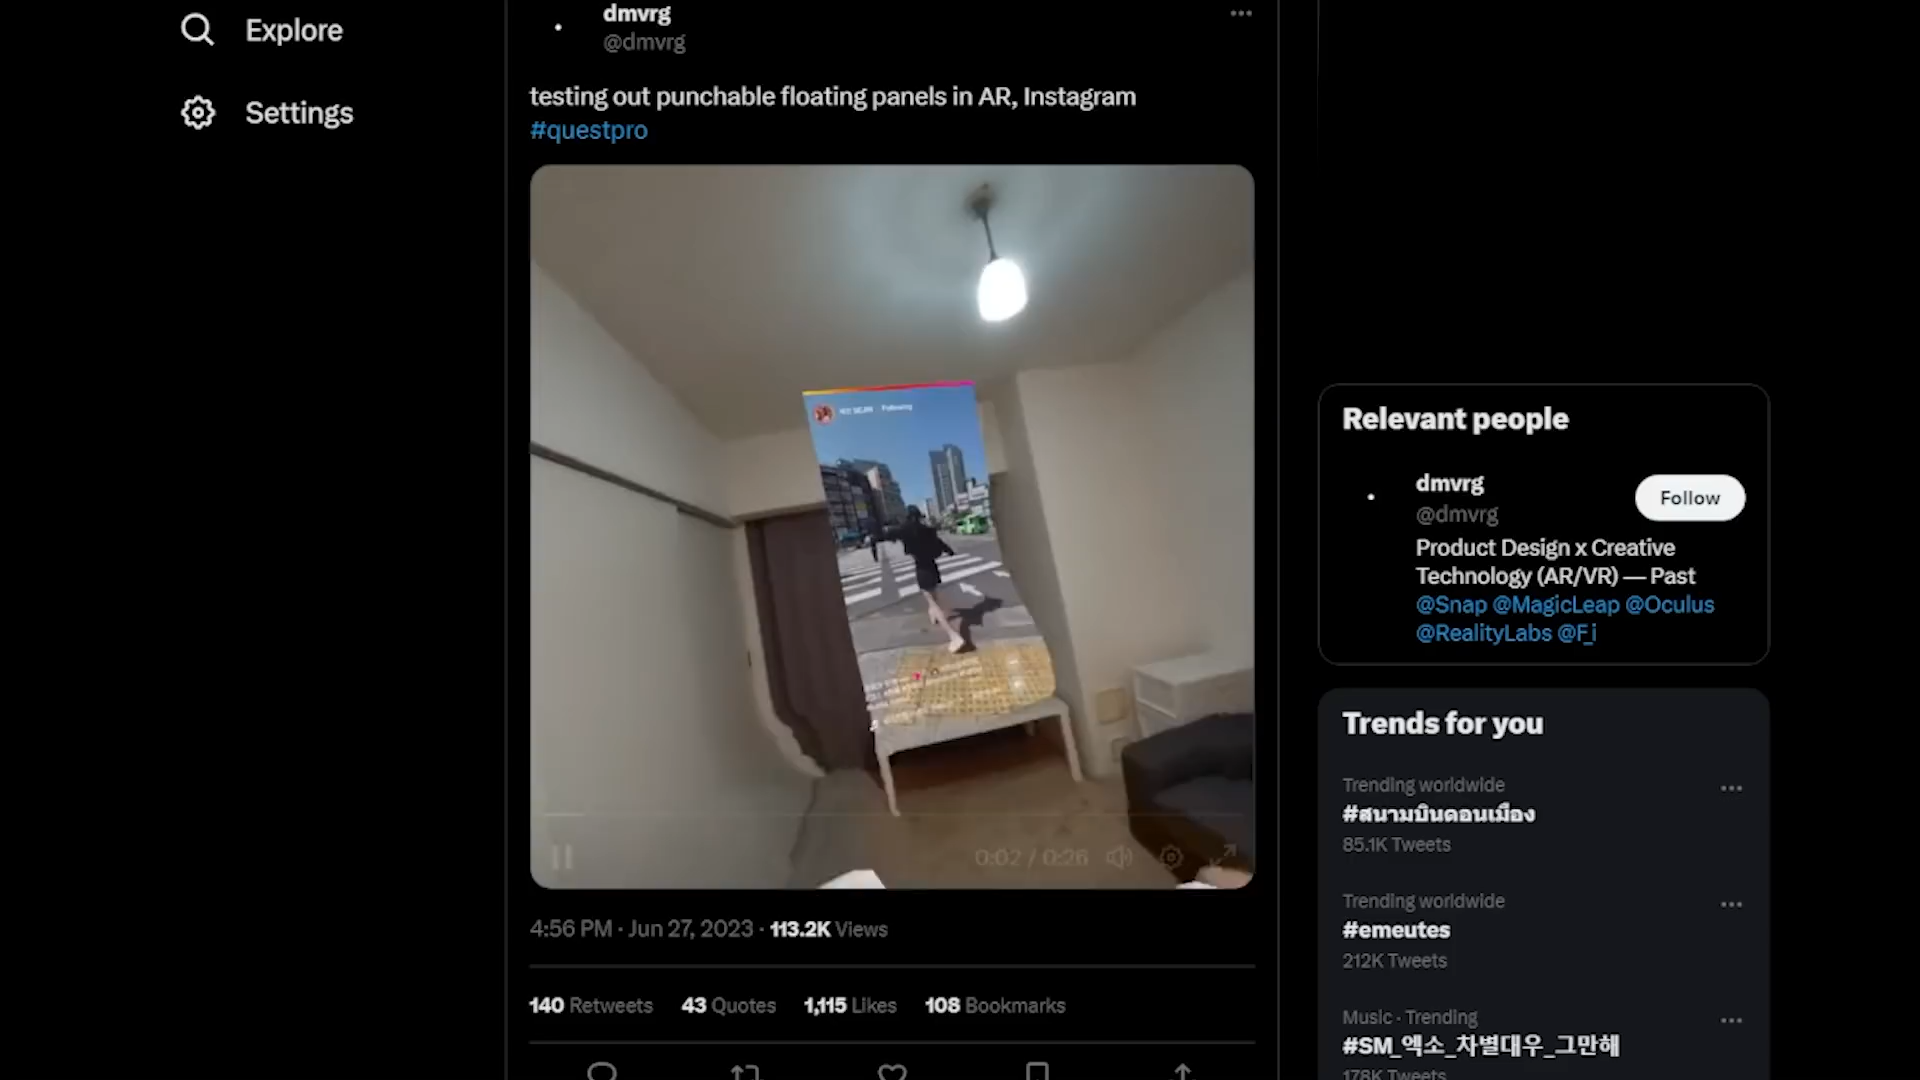 Explore
Settings
dmvrg
@dmvrg
testing out punchable floating panels in AR, Instagram
#questpro
Following
0:02 / 0:26
4:56 PM · Jun 27, 2023 · 113.2K Views
140 Retweets 43 Quotes 1,115 Likes 108 Bookmarks
Relevant people
dmvrg
@dmvrg
Follow
Product Design x Creative
Technology (AR/VR) — Past
@Snap @MagicLeap @Oculus
@RealityLabs @F_i
Trends for you
Trending worldwide
#สนามบินดอนเมือง
85.1K Tweets
Trending worldwide
#emeutes
212K Tweets
Music · Trending
#SM_엑소_차별대우_그만해
178K Tweets